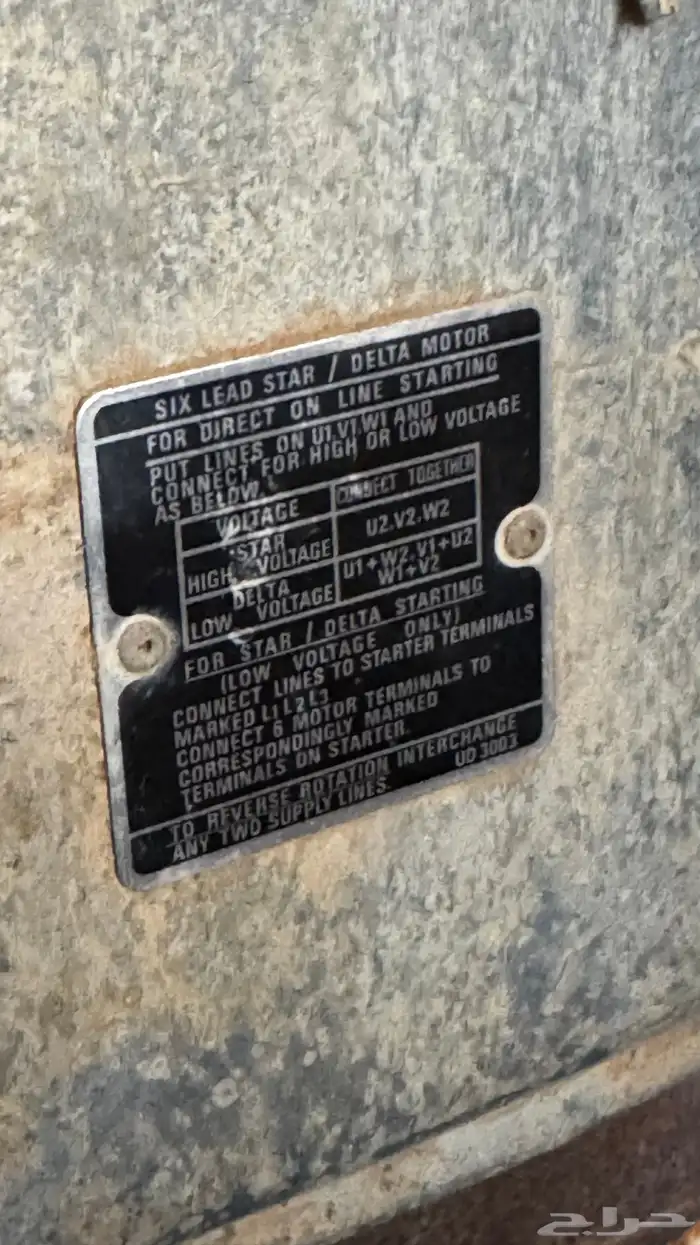 SIX LEAD STAR / DELTA MOTOR
FOR DIRECT ON LINE STARTING
PUT LINES ON U1.V1.W1 AND
CONNECT FOR HIGH OR LOW VOLTAGE
AS BELOW.
VOLTAGE CONNECT TOGETHER
STAR
HIGH VOLTAGE U2.V2.W2
DELTA
LOW VOLTAGE U1+W2.V1+U2
W1+V2
FOR STAR / DELTA STARTING
(LOW VOLTAGE ONLY)
CONNECT LINES TO STARTER TERMINALS
MARKED L1 L2 L3
CONNECT 6 MOTOR TERMINALS TO
CORRESPONDINGLY MARKED
TERMINALS ON STARTER.
TO REVERSE ROTATION INTERCHANGE
ANY TWO SUPPLY LINES. UD3003
حراج